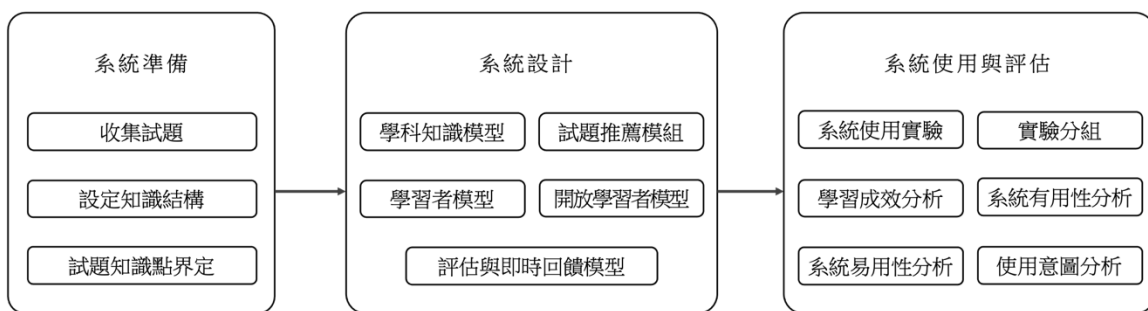 系統準備
收集試題
設定知識結構
試題知識點界定
系統設計
學科知識模型
試題推薦模組
學習者模型
開放學習者模型
評估與即時回饋模型
系統使用與評估
系統使用實驗
實驗分組
學習成效分析
系統有用性分析
系統易用性分析
使用意圖分析